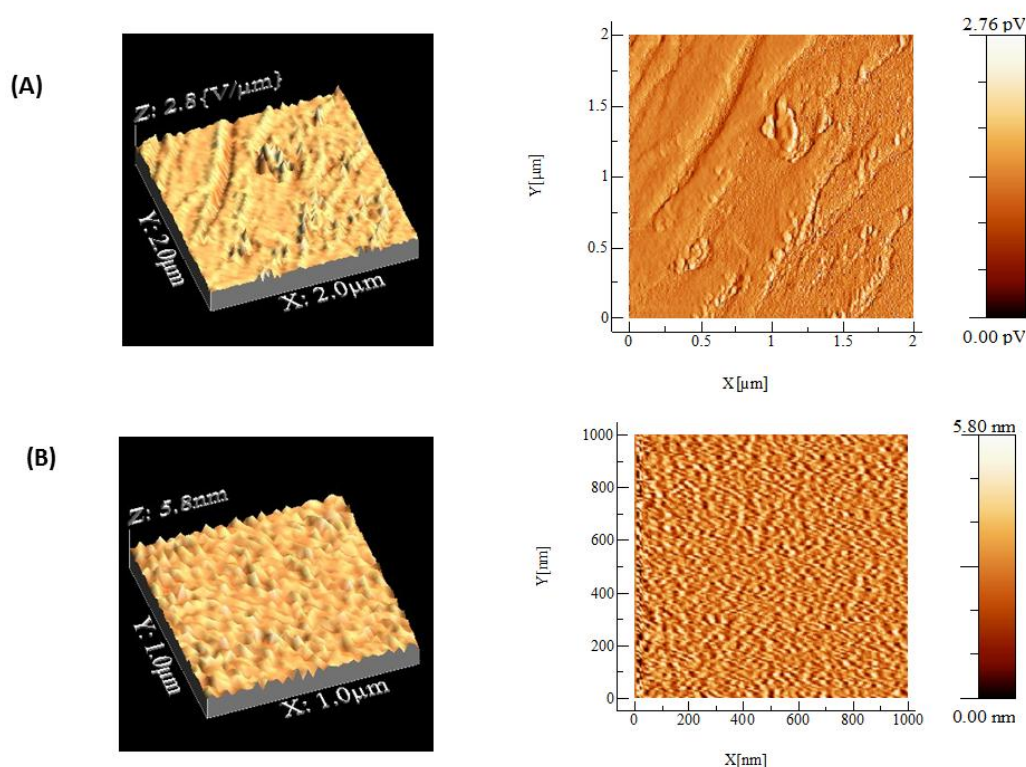 (A)
Z: 2.8{V/µm}
Y: 2.0µm
X: 2.0µm
2.76 pV
0.00 pV
Y[µm]
2
1.5
1
0.5
0
0
0.5
1
1.5
2
X[µm]
(B)
Z: 5.8nm
Y: 1.0µm
X: 1.0µm
5.80 nm
0.00 nm
Y[nm]
1000
800
600
400
200
0
0
200
400
600
800
1000
X[nm]